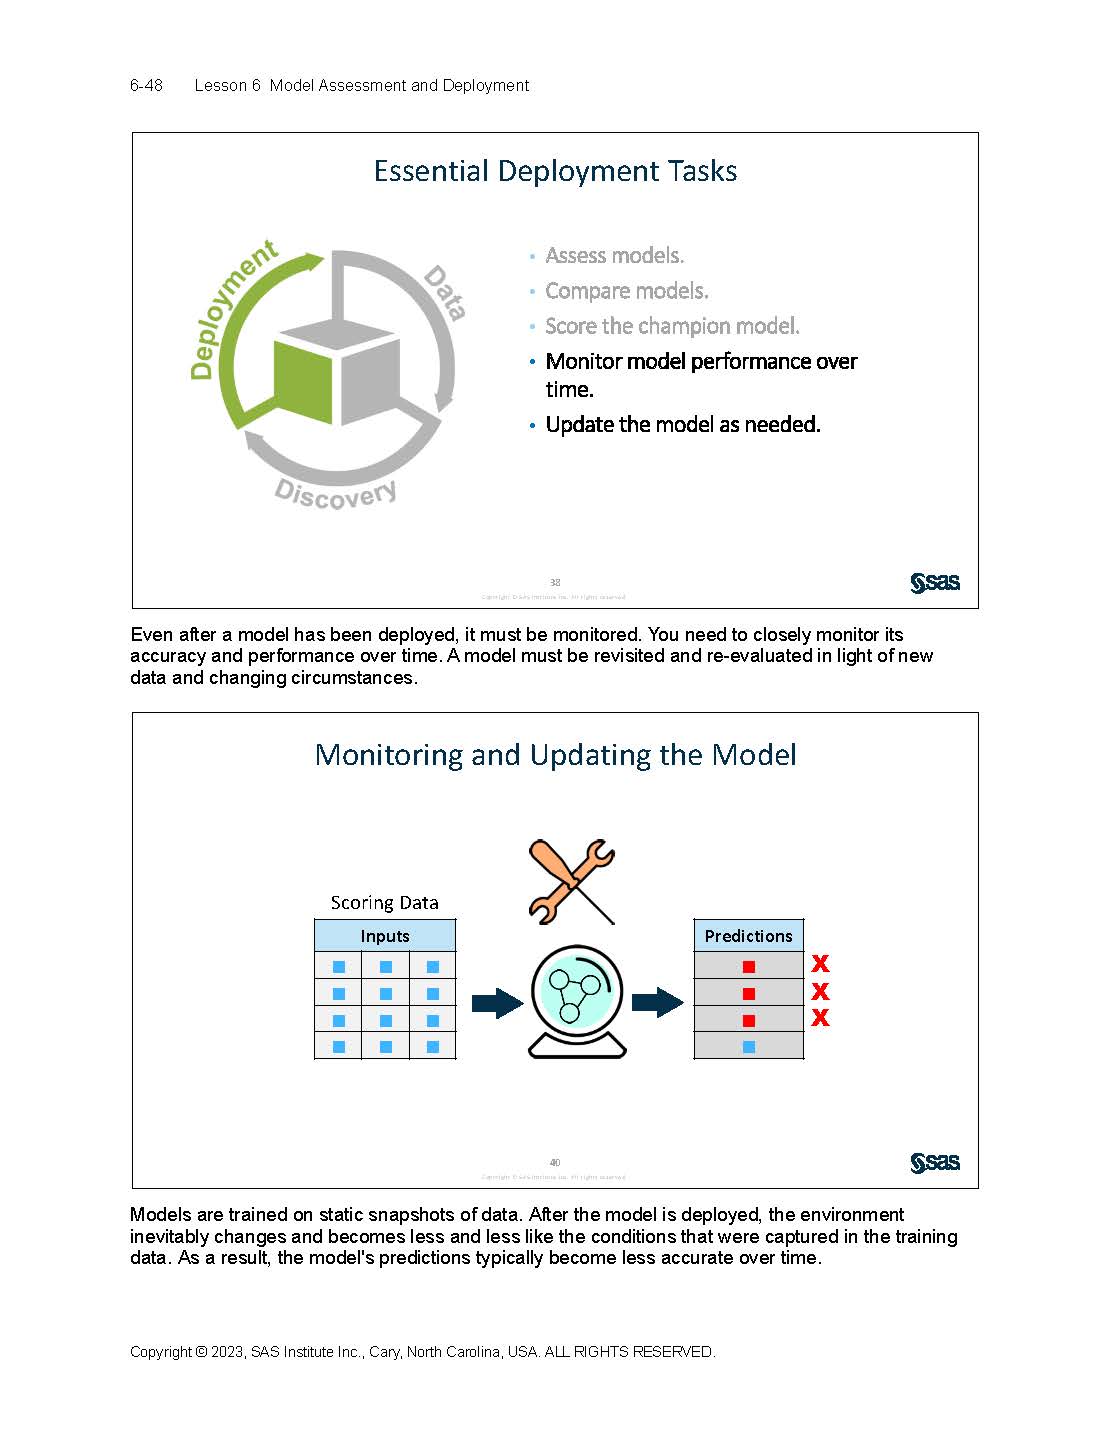 6-48 Lesson 6 Model Assessment and Deployment
Essential Deployment Tasks
Deployment
Data
Discovery
• Assess models.
• Compare models.
• Score the champion model.
• Monitor model performance over
time.
• Update the model as needed.
38
Copyright © SAS Institute Inc. All rights reserved.
sas
Even after a model has been deployed, it must be monitored. You need to closely monitor its
accuracy and performance over time. A model must be revisited and re-evaluated in light of new
data and changing circumstances.
Monitoring and Updating the Model
Scoring Data
Inputs
Predictions
X
X
X
40
Copyright © SAS Institute Inc. All rights reserved.
sas
Models are trained on static snapshots of data. After the model is deployed, the environment
inevitably changes and becomes less and less like the conditions that were captured in the training
data. As a result, the model's predictions typically become less accurate over time.
Copyright © 2023, SAS Institute Inc., Cary, North Carolina, USA. ALL RIGHTS RESERVED.